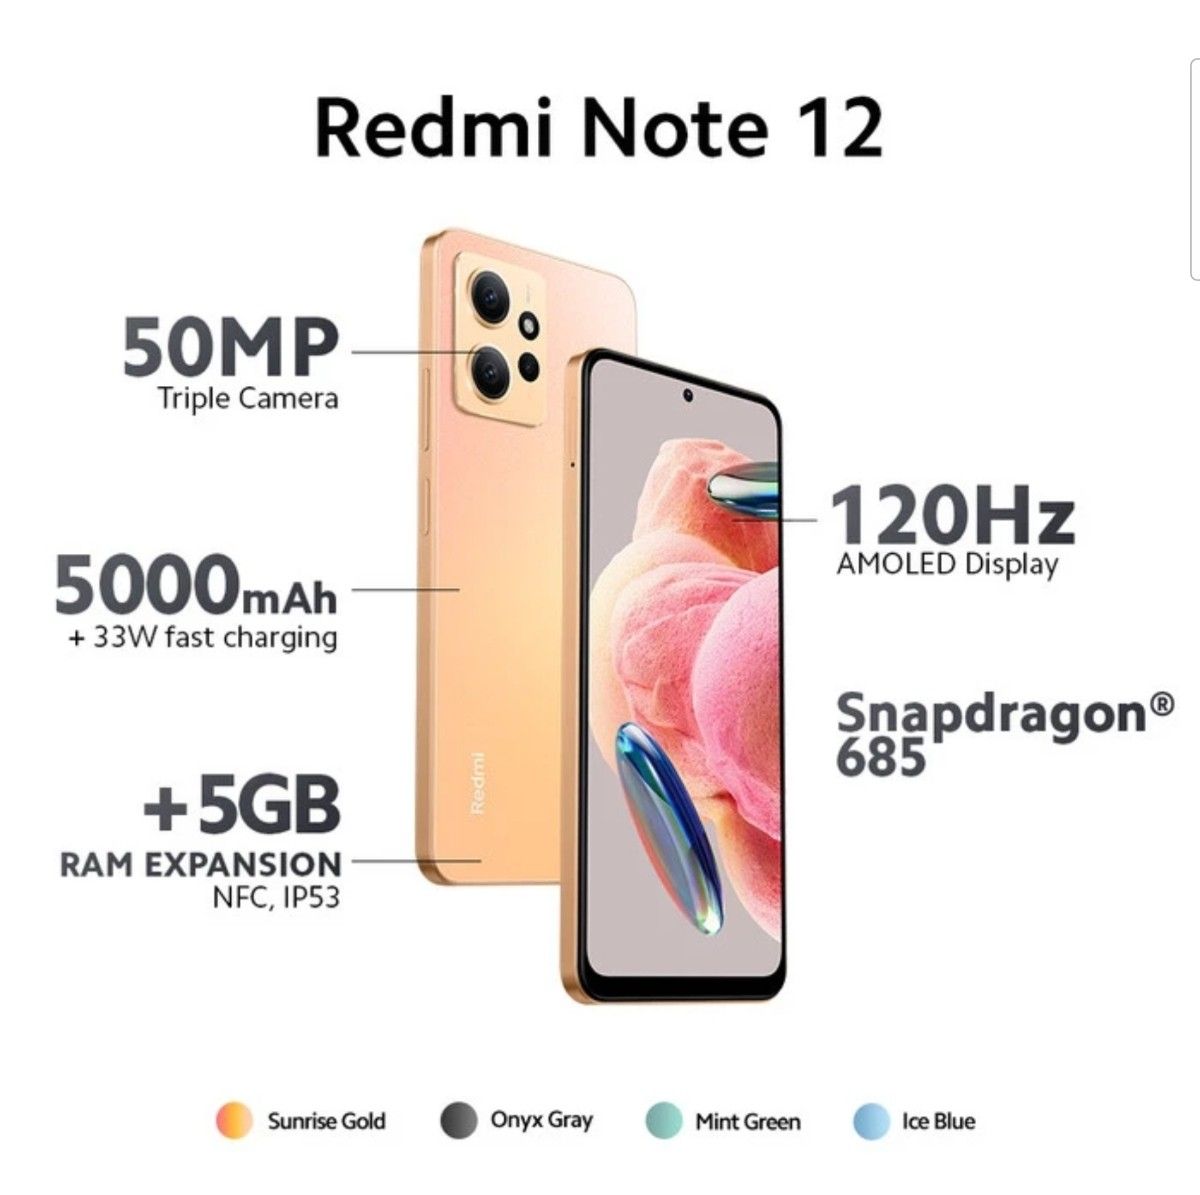 Redmi Note 12
50MP
Triple Camera
120Hz
AMOLED Display
5000mAh
+ 33W fast charging
Snapdragon®
685
+5GB
RAM EXPANSION
NFC, IP53
Redmi
Sunrise Gold
Onyx Gray
Mint Green
Ice Blue